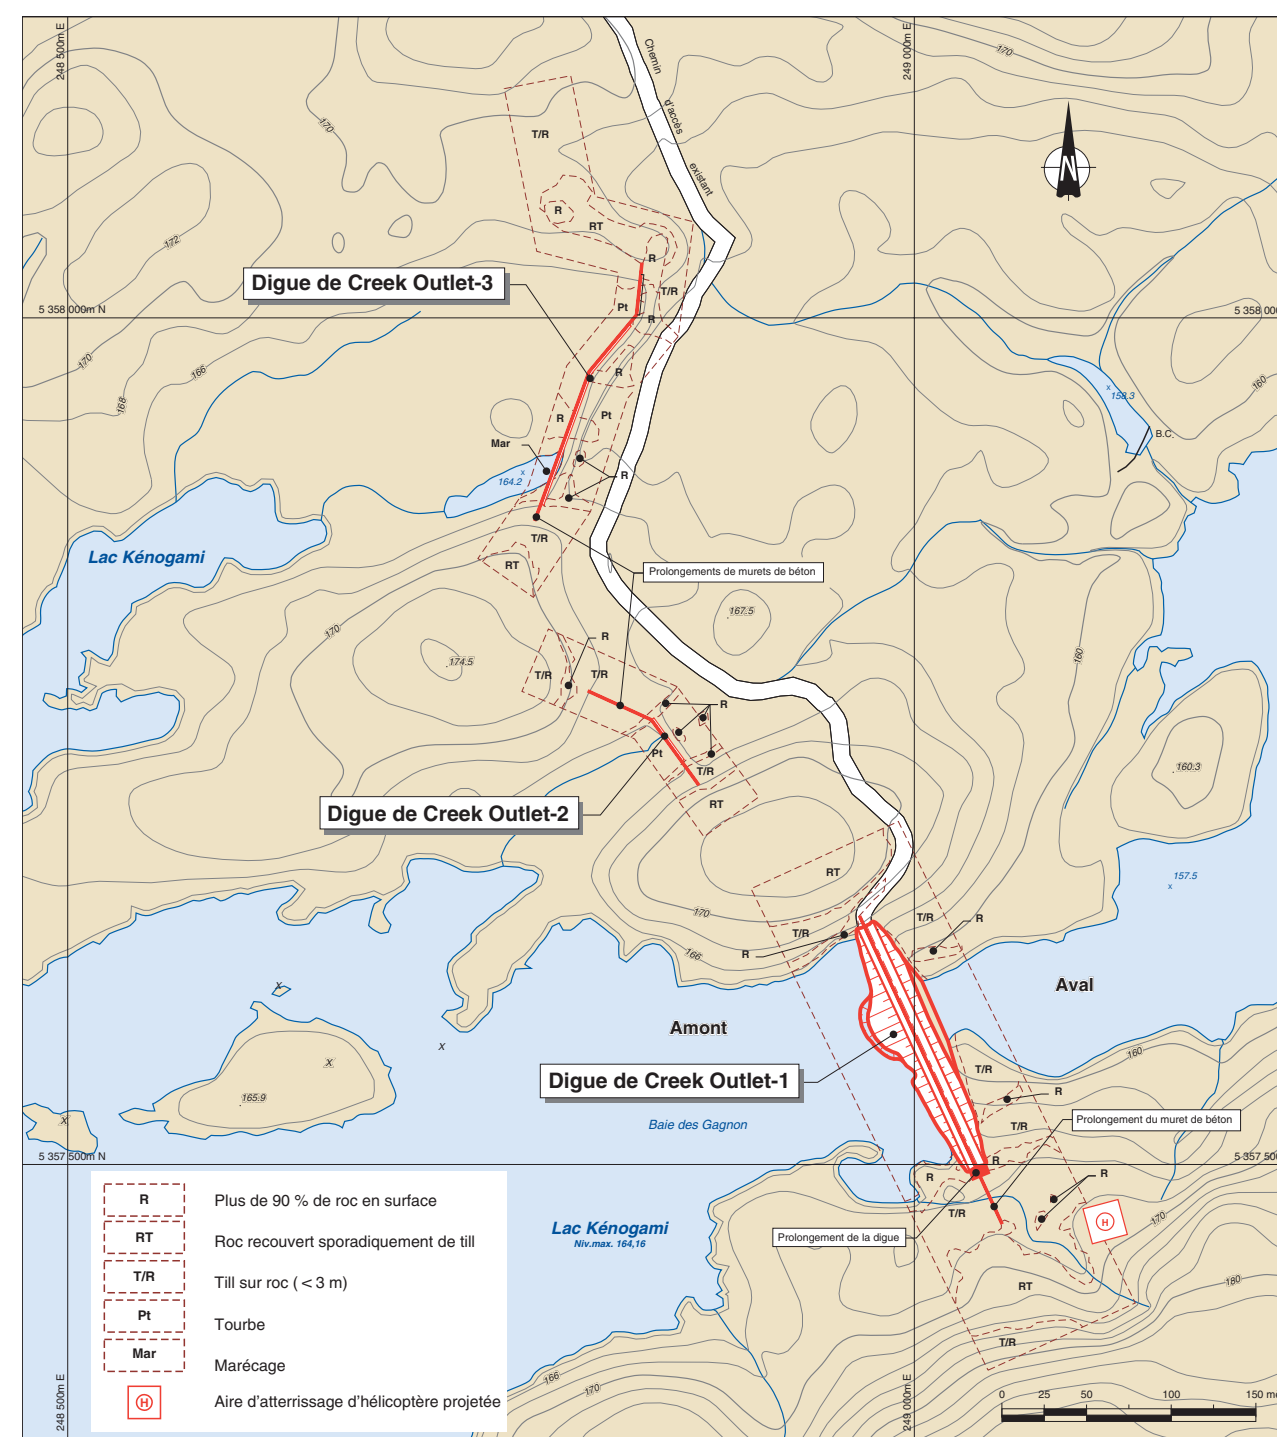 248 500m E
249 000m E
Chemin
d'accès
existant
170
170
N
T/R
R
RT
172
R
Digue de Creek Outlet-3
T/R
Pt
R
5 358 000m N
5 358 000
170
166
168
R
160
x
158.3
R
Pt
B.C.
Mar
x
164.2
R
T/R
Lac Kénogami
RT
Prolongements de murets de béton
167.5
170
R
174.5
T/R
T/R
160
R
Pt
T/R
160.3
RT
Digue de Creek Outlet-2
RT
157.5
x
170
T/R
T/R
R
166
R
Aval
x
Amont
x
160
x
T/R
Digue de Creek Outlet-1
165.9
R
x
Baie des Gagnon
T/R
Prolongement du muret de béton
5 357 500m N
5 357 500
R
R
R
R
Plus de 90 % de roc en surface
T/R
H
170
Lac Kénogami
Niv.max. 164,16
Prolongement de la digue
RT
Roc recouvert sporadiquement de till
T/R
Till sur roc ( < 3 m)
RT
180
Pt
Tourbe
T/R
Mar
Marécage
166
170
H
Aire d'atterrissage d'hélicoptère projetée
248 500m E
249 000m E
0 25 50 100 150 m